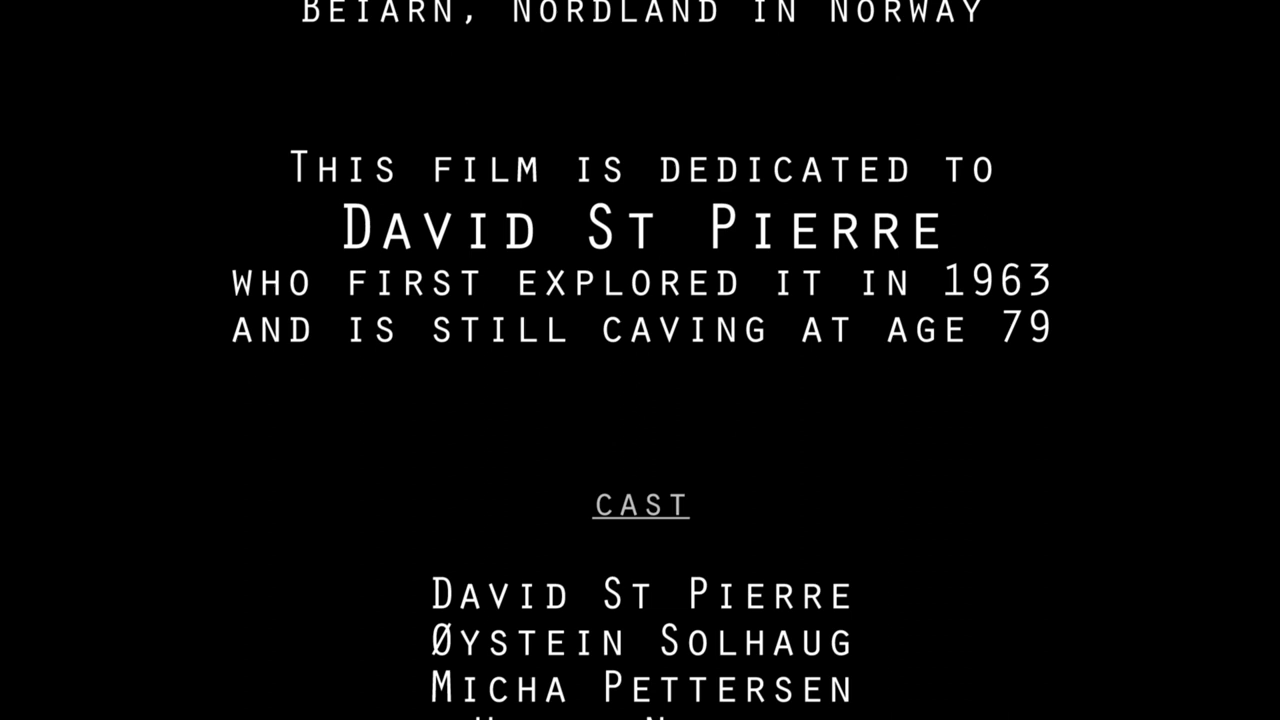 Beiarn, Nordland in Norway
This film is dedicated to
David St Pierre
who first explored it in 1963
and is still caving at age 79
cast
David St Pierre
Øystein Solhaug
Micha Pettersen